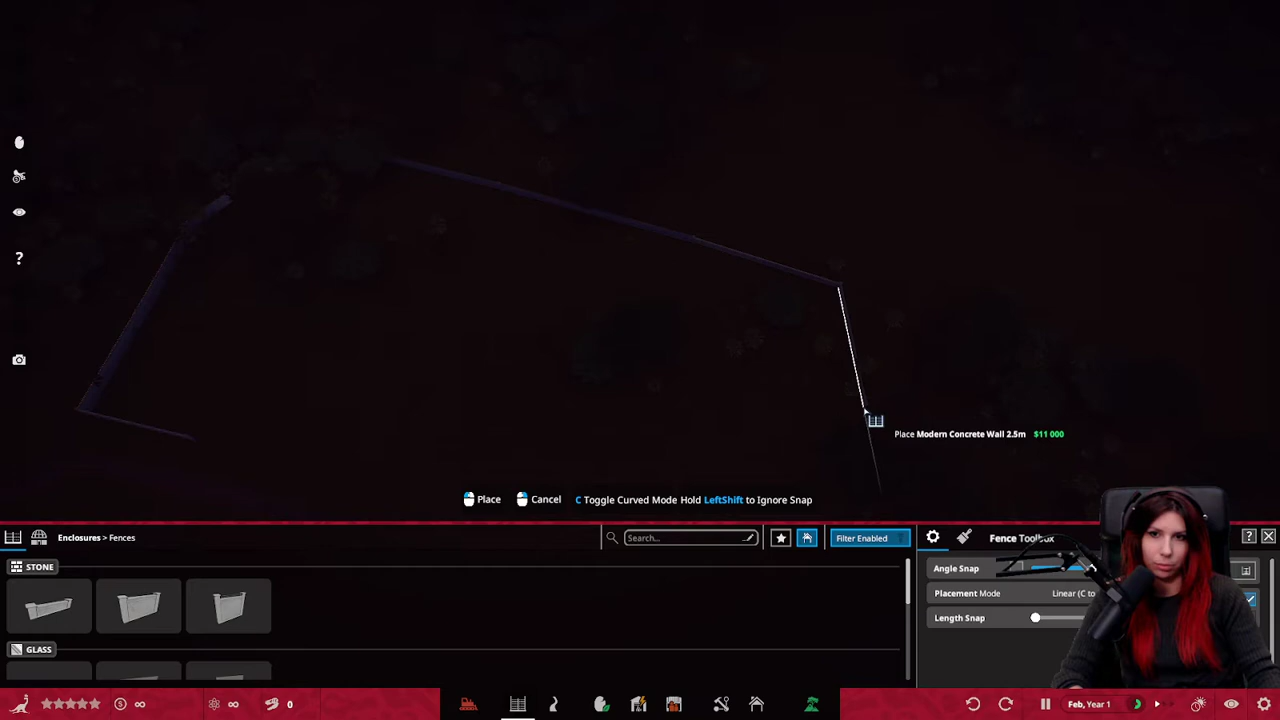 ?
Place Modern Concrete Wall 2.5m $11 000
Place Cancel C Toggle Curved Mode Hold LeftShift to Ignore Snap
Enclosures > Fences
Search...
Filter Enabled
Fence Toolbox
?
STONE
Angle Snap
Placement Mode Linear (C to
Length Snap
GLASS
∞ ∞ 0
Feb, Year 1